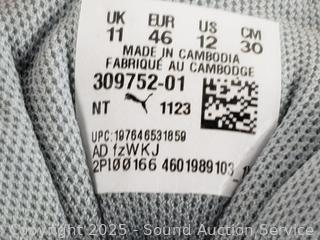 UK EUR US CM
11 46 12 30
MADE IN CAMBODIA
FABRIQUÉ AU CAMBODGE
309752-01
NT 1123
UPC:197646531859
AD fzWKJ
2PI00166 4601989103
Copyright 2025 - Sound Auction Service